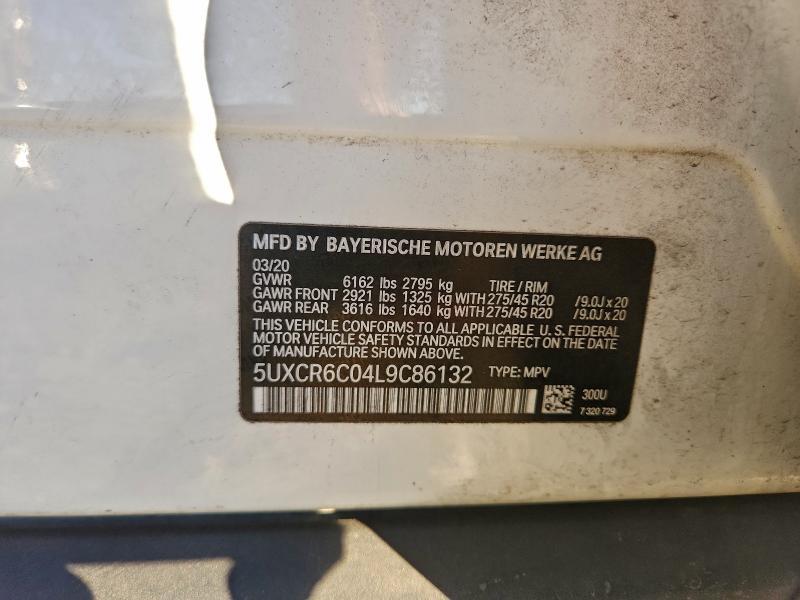 MFD BY BAYERISCHE MOTOREN WERKE AG
03/20
GVWR 6162 lbs 2795 kg TIRE / RIM
GAWR FRONT 2921 lbs 1325 kg WITH 275/45 R20 /9.0J x 20
GAWR REAR 3616 lbs 1640 kg WITH 275/45 R20 /9.0J x 20
THIS VEHICLE CONFORMS TO ALL APPLICABLE U. S. FEDERAL
MOTOR VEHICLE SAFETY STANDARDS IN EFFECT ON THE DATE
OF MANUFACTURE SHOWN ABOVE.
5UXCR6C04L9C86132 TYPE: MPV
300U
7 320 729